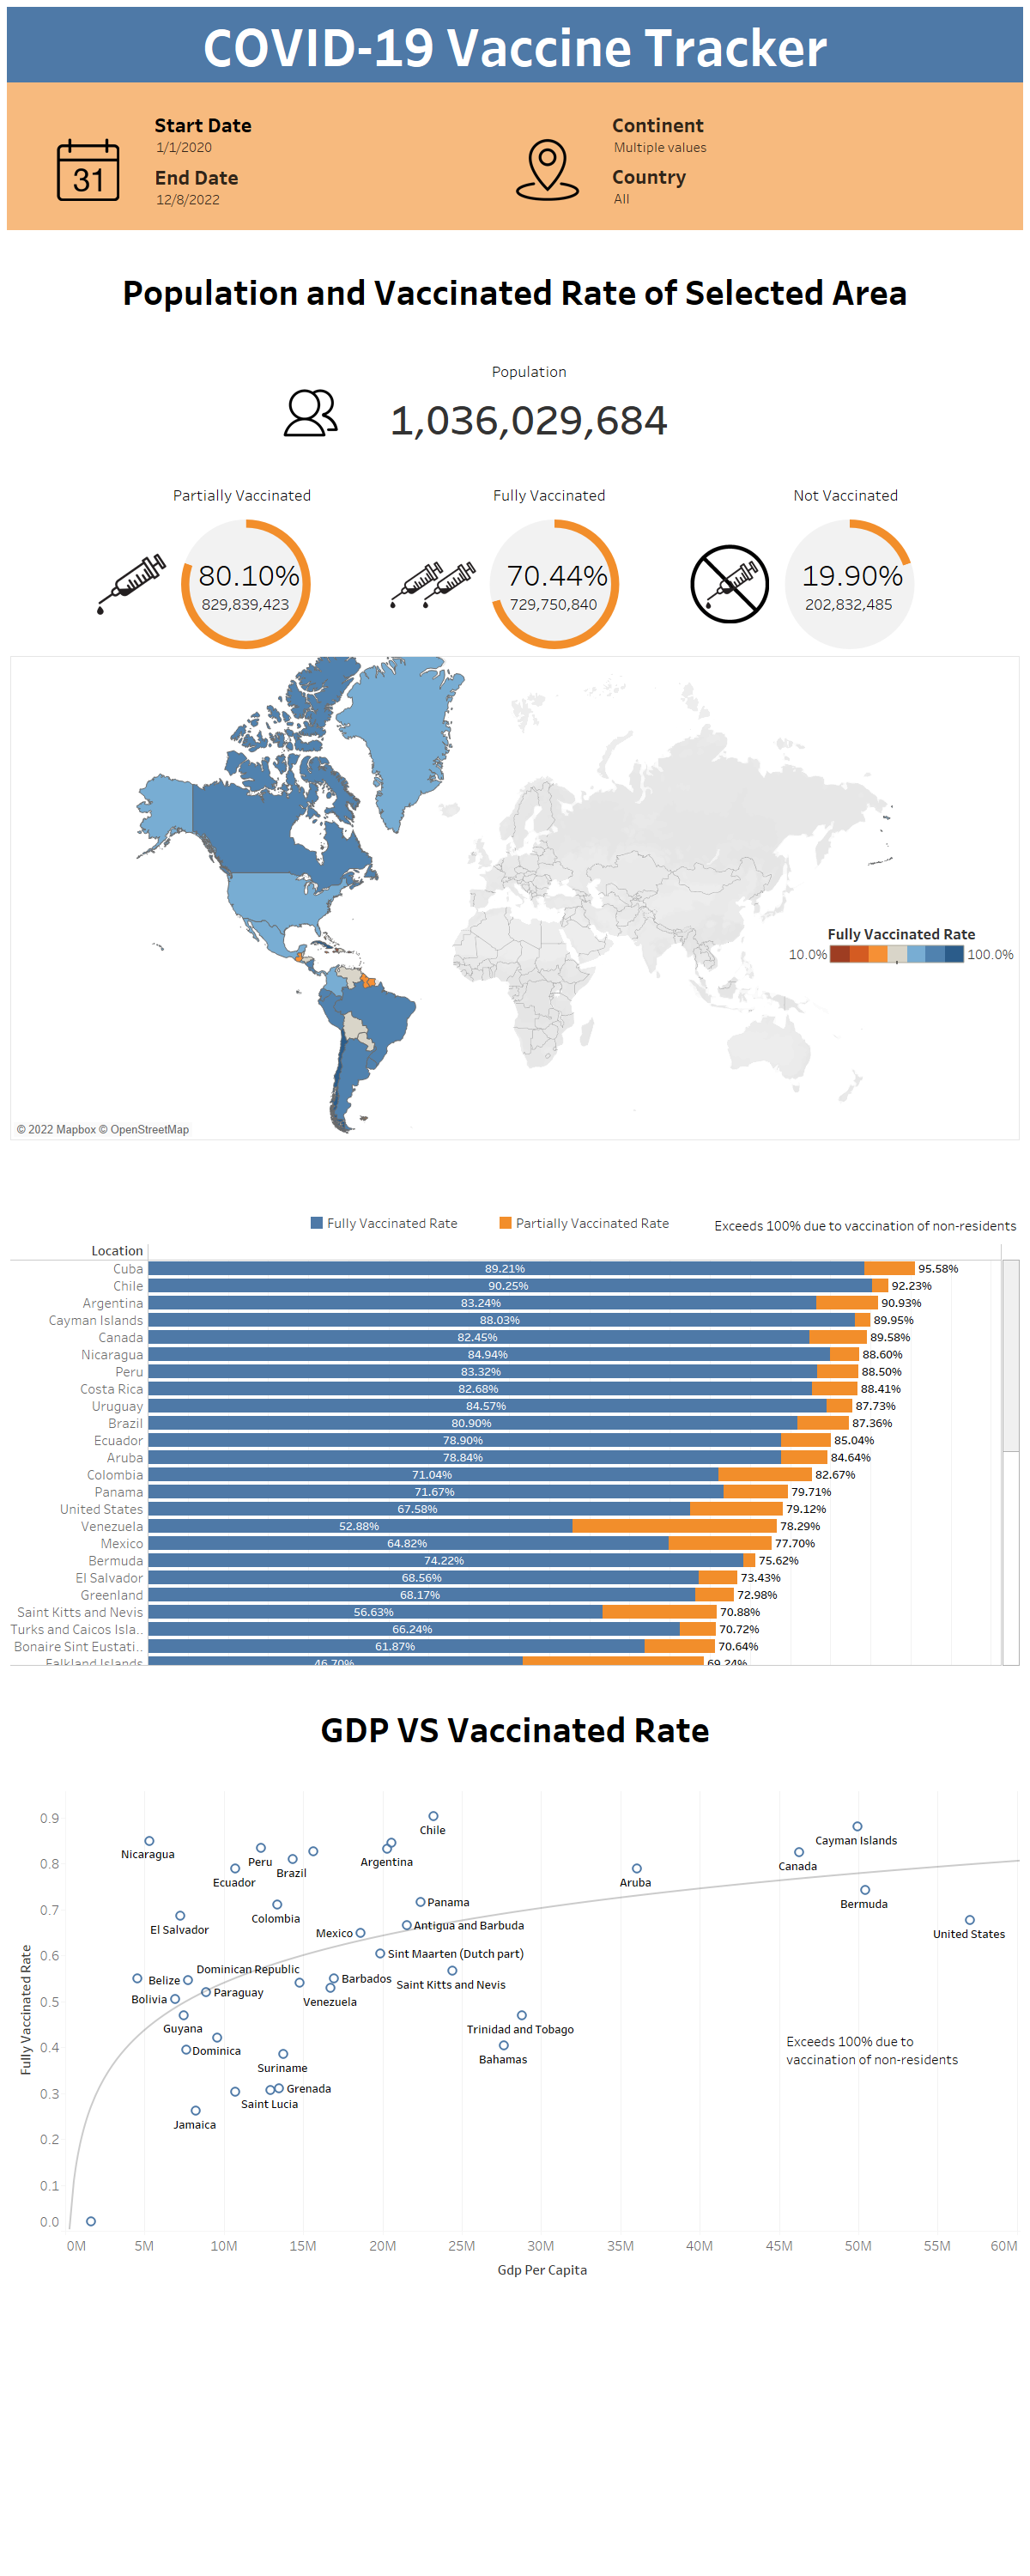 COVID-19 Vaccine Tracker
Start Date
1/1/2020
End Date
12/8/2022
31
Continent
Multiple values
Country
All
Population and Vaccinated Rate of Selected Area
Population
1,036,029,684
Partially Vaccinated
80.10%
829,839,423
Fully Vaccinated
70.44%
729,750,840
Not Vaccinated
19.90%
202,832,485
Fully Vaccinated Rate
10.0% 100.0%
© 2022 Mapbox © OpenStreetMap
Fully Vaccinated Rate Partially Vaccinated Rate Exceeds 100% due to vaccination of non-residents
Location
Cuba 89.21% 95.58%
Chile 90.25% 92.23%
Argentina 83.24% 90.93%
Cayman Islands 88.03% 89.95%
Canada 82.45% 89.58%
Nicaragua 84.94% 88.60%
Peru 83.32% 88.50%
Costa Rica 82.68% 88.41%
Uruguay 84.57% 87.73%
Brazil 80.90% 87.36%
Ecuador 78.90% 85.04%
Aruba 78.84% 84.64%
Colombia 71.04% 82.67%
Panama 71.67% 79.71%
United States 67.58% 79.12%
Venezuela 52.88% 78.29%
Mexico 64.82% 77.70%
Bermuda 74.22% 75.62%
El Salvador 68.56% 73.43%
Greenland 68.17% 72.98%
Saint Kitts and Nevis 56.63% 70.88%
Turks and Caicos Isla.. 66.24% 70.72%
Bonaire Sint Eustati.. 61.87% 70.64%
Falkland Islands 46.70% 69.24%
GDP VS Vaccinated Rate
Fully Vaccinated Rate
0.9
0.8
0.7
0.6
0.5
0.4
0.3
0.2
0.1
0.0
Chile
Nicaragua
Cayman Islands
Peru
Argentina
Canada
Brazil
Ecuador
Aruba
Panama
Bermuda
Colombia
Antigua and Barbuda
El Salvador
Mexico
United States
Sint Maarten (Dutch part)
Dominican Republic
Belize
Barbados
Saint Kitts and Nevis
Bolivia
Paraguay
Venezuela
Guyana
Trinidad and Tobago
Exceeds 100% due to
vaccination of non-residents
Dominica
Bahamas
Suriname
Grenada
Saint Lucia
Jamaica
0M 5M 10M 15M 20M 25M 30M 35M 40M 45M 50M 55M 60M
Gdp Per Capita